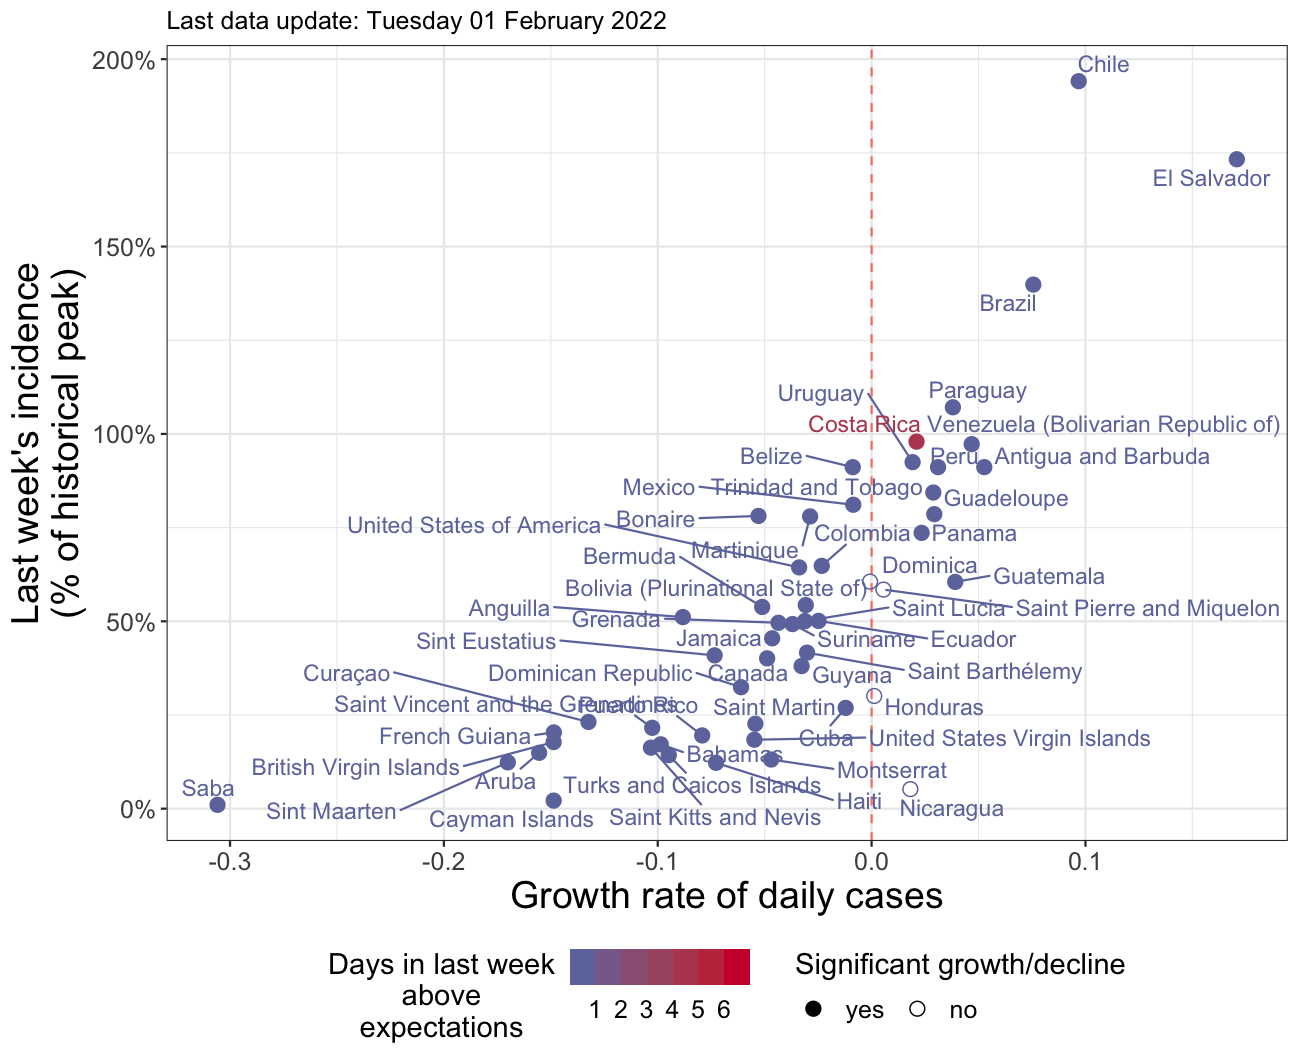 Last data update: Tuesday 01 February 2022
Last week's incidence
(% of historical peak)
200%
150%
100%
50%
0%
Chile
El Salvador
Brazil
Uruguay
Paraguay
Costa Rica
Venezuela (Bolivarian Republic of)
Belize
Peru
Antigua and Barbuda
Mexico
Trinidad and Tobago
Guadeloupe
United States of America
Bonaire
Colombia
Panama
Bermuda
Martinique
Dominica
Guatemala
Bolivia (Plurinational State of)
Anguilla
Saint Lucia
Saint Pierre and Miquelon
Grenada
Sint Eustatius
Jamaica
Suriname
Ecuador
Curaçao
Dominican Republic
Canada
Guyana
Saint Barthélemy
Saint Vincent and the Grenadines
Puerto Rico
Saint Martin
Honduras
French Guiana
Cuba
United States Virgin Islands
Bahamas
British Virgin Islands
Montserrat
Saba
Aruba
Turks and Caicos Islands
Sint Maarten
Haiti
Nicaragua
Cayman Islands
Saint Kitts and Nevis
-0.3
-0.2
-0.1
0.0
0.1
Growth rate of daily cases
Days in last week
above
expectations
1 2 3 4 5 6
Significant growth/decline
yes
no